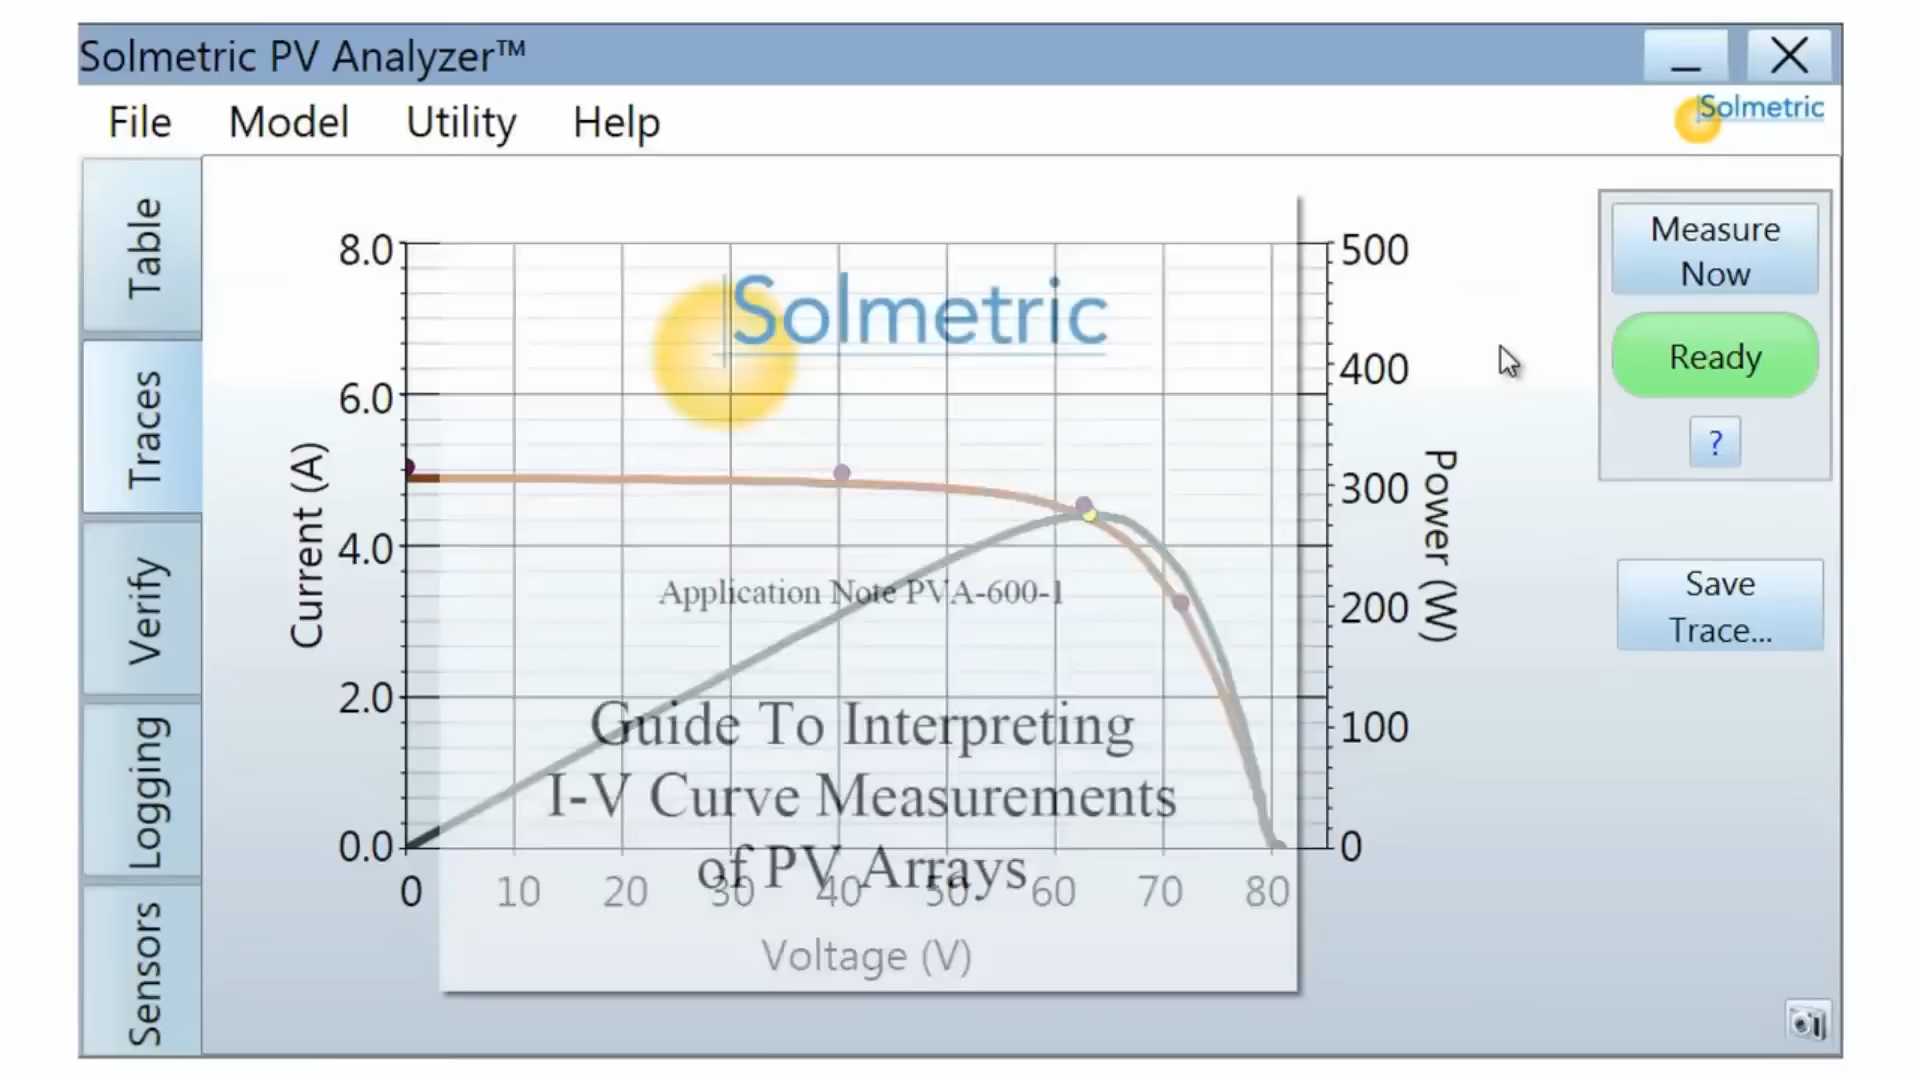 Solmetric PV Analyzer™
File Model Utility Help
Solmetric
Table
Traces
Verify
Logging
Sensors
Current (A)
8.0
6.0
4.0
2.0
0.0
Solmetric
Application Note PVA-600-1
Guide To Interpreting
I-V Curve Measurements
of PV Arrays
0 10 20 30 40 50 60 70 80
Voltage (V)
500
400
300
200
100
0
Power (W)
Measure
Now
Ready
?
Save
Trace...